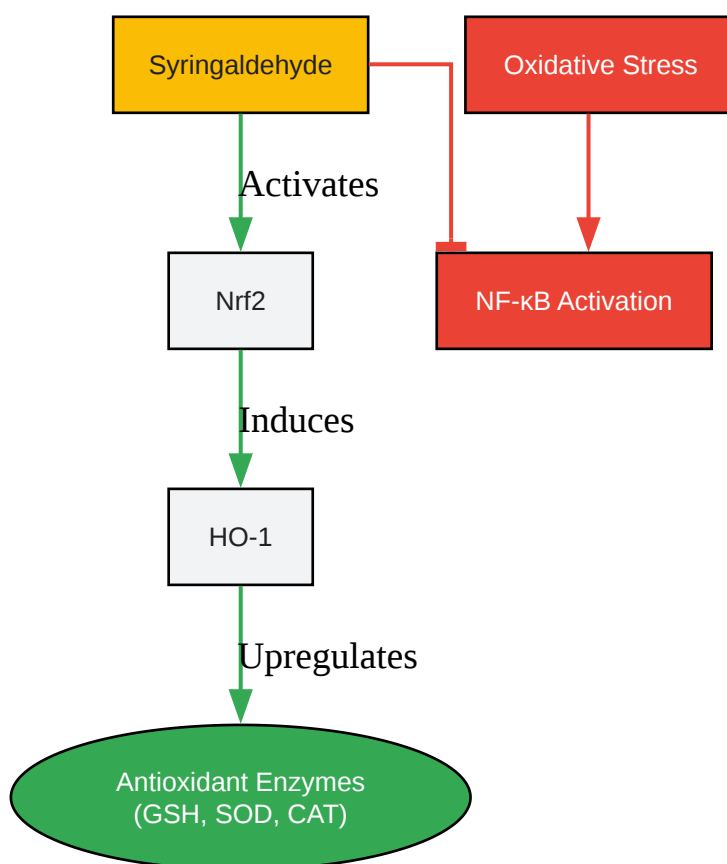 Syringaldehyde
Oxidative Stress
Activates
Nrf2
NF-κB Activation
Induces
HO-1
Upregulates
Antioxidant Enzymes
(GSH, SOD, CAT)